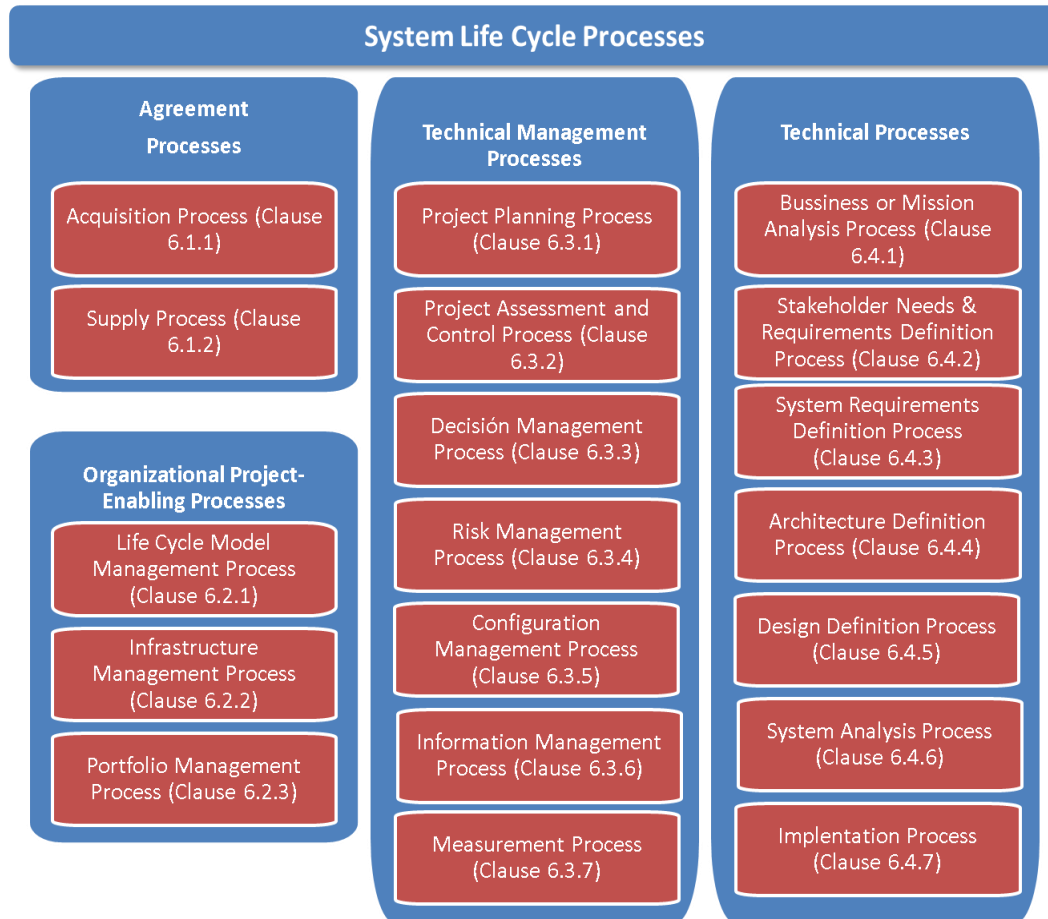 System Life Cycle Processes
Agreement
Processes
Acquisition Process (Clause
6.1.1)
Supply Process (Clause
6.1.2)
Organizational Project-
Enabling Processes
Life Cycle Model
Management Process
(Clause 6.2.1)
Infrastructure
Management Process
(Clause 6.2.2)
Portfolio Management
Process (Clause 6.2.3)
Technical Management
Processes
Project Planning Process
(Clause 6.3.1)
Project Assessment and
Control Process (Clause
6.3.2)
Decisión Management
Process (Clause 6.3.3)
Risk Management
Process (Clause 6.3.4)
Configuration
Management Process
(Clause 6.3.5)
Information Management
Process (Clause 6.3.6)
Measurement Process
(Clause 6.3.7)
Technical Processes
Bussiness or Mission
Analysis Process (Clause
6.4.1)
Stakeholder Needs &
Requirements Definition
Process (Clause 6.4.2)
System Requirements
Definition Process
(Clause 6.4.3)
Architecture Definition
Process (Clause 6.4.4)
Design Definition Process
(Clause 6.4.5)
System Analysis Process
(Clause 6.4.6)
Implentation Process
(Clause 6.4.7)